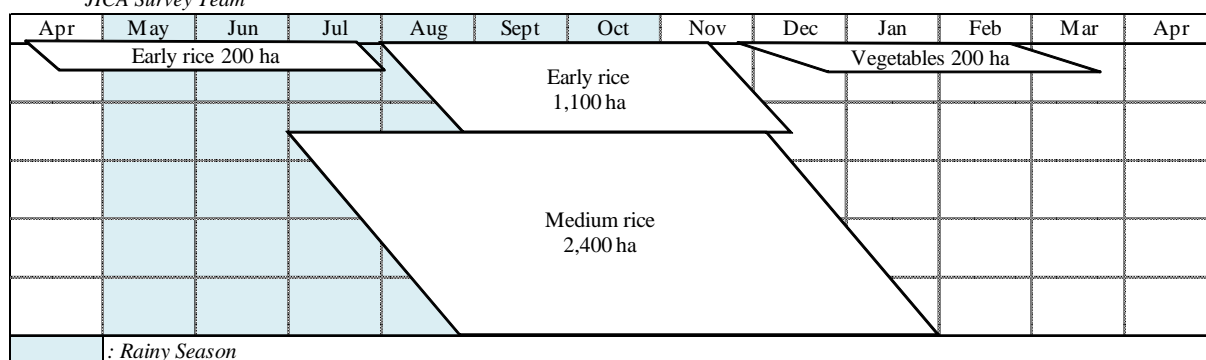 JICA Survey Team
Apr May Jun Jul Aug Sept Oct Nov Dec Jan Feb Mar Apr
Early rice 200 ha
Vegetables 200 ha
Early rice
1,100 ha
Medium rice
2,400 ha
: Rainy Season